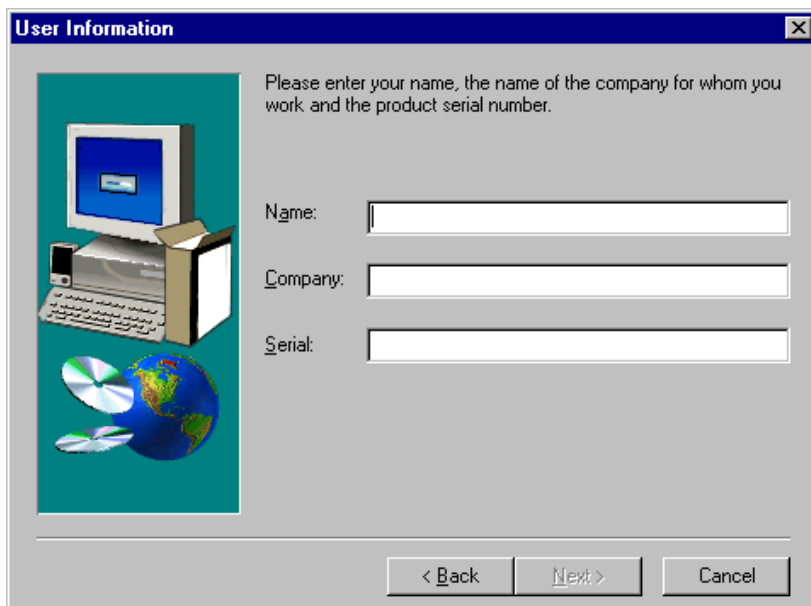 User Information
Please enter your name, the name of the company for whom you
work and the product serial number.
Name:
Company:
Serial:
< Back
Next >
Cancel